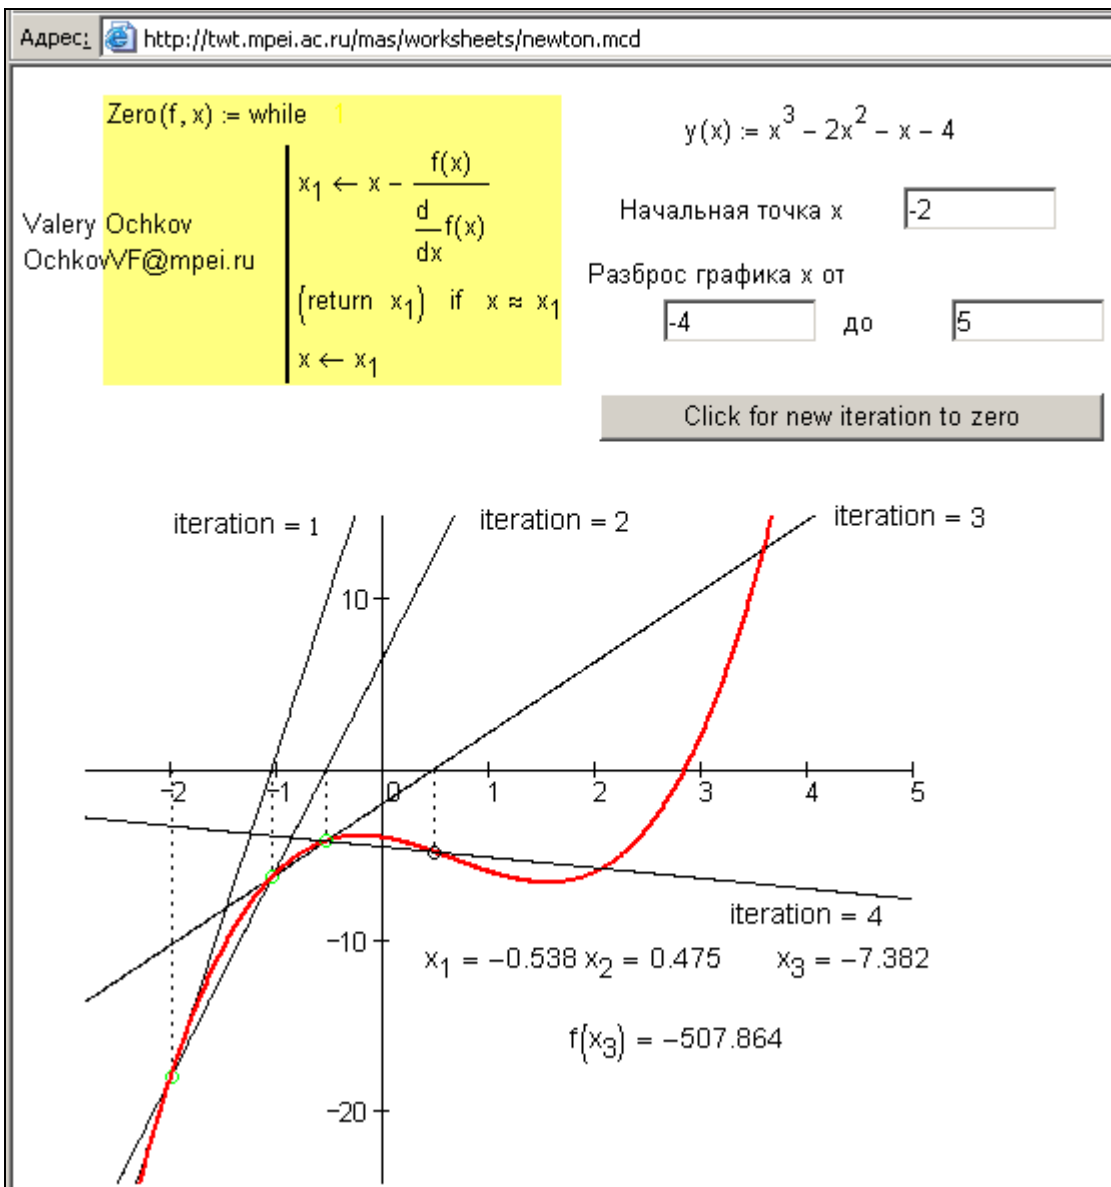 Адрес: http://twt.mpei.ac.ru/mas/worksheets/newton.mcd
Zero(f, x) := while 1
x₁ ← x - f(x) / d/dx f(x)
(return x₁) if x ≈ x₁
x ← x₁
Valery Ochkov
OchkovVF@mpei.ru
y(x) := x³ − 2x² − x − 4
Начальная точка x -2
Разброс графика x от
-4 до 5
Click for new iteration to zero
iteration = 1 iteration = 2 iteration = 3
10
−2 −1 0 1 2 3 4 5
iteration = 4
−10
x₁ = −0.538 x₂ = 0.475 x₃ = −7.382
f(x₃) = −507.864
−20